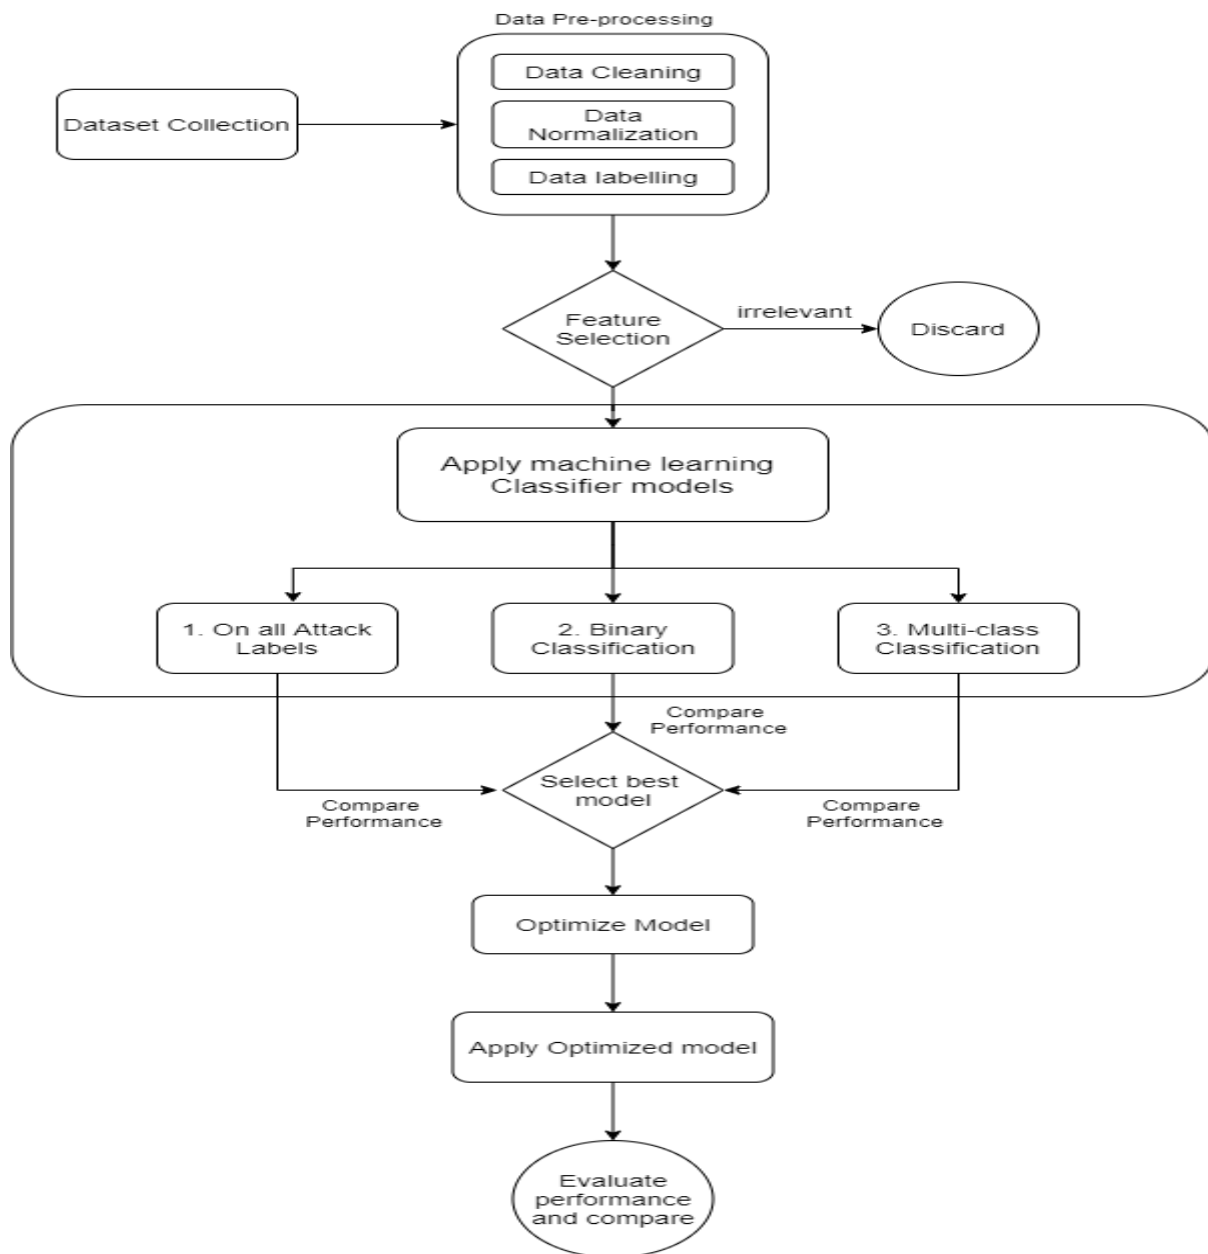 Data Pre-processing
Data Cleaning
Dataset Collection
Data
Normalization
Data labelling
Feature
Selection
irrelevant
Discard
Apply machine learning
Classifier models
1. On all Attack
Labels
2. Binary
Classification
3. Multi-class
Classification
Compare
Performance
Select best
model
Compare
Performance
Compare
Performance
Optimize Model
Apply Optimized model
Evaluate
performance
and compare